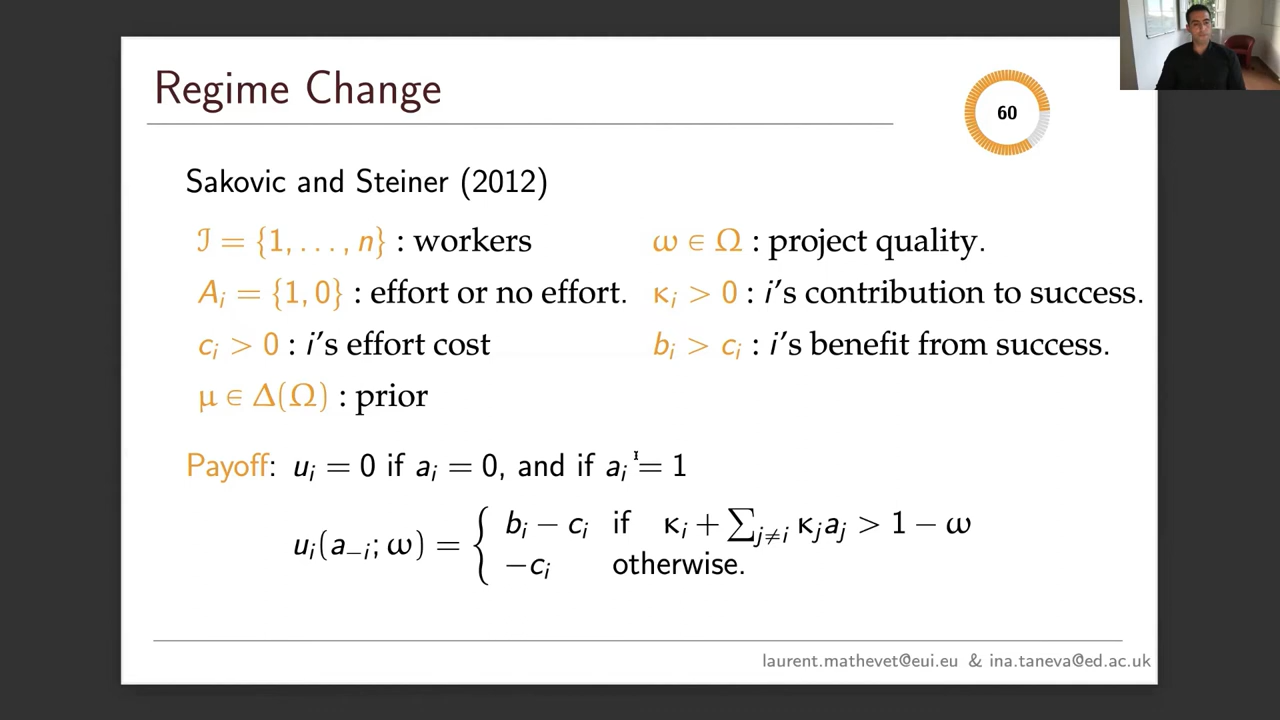 Regime Change
60
Sakovic and Steiner (2012)
ℐ = {1, . . . , n} : workers
ω ∈ Ω : project quality.
A_i = {1, 0} : effort or no effort.
κ_i > 0 : i's contribution to success.
c_i > 0 : i's effort cost
b_i > c_i : i's benefit from success.
μ ∈ Δ(Ω) : prior
Payoff: u_i = 0 if a_i = 0, and if a_i = 1
u_i(a_{−i}; ω) = { b_i − c_i if κ_i + ∑_{j≠i} κ_j a_j > 1 − ω
−c_i otherwise.
laurent.mathevet@eui.eu & ina.taneva@ed.ac.uk